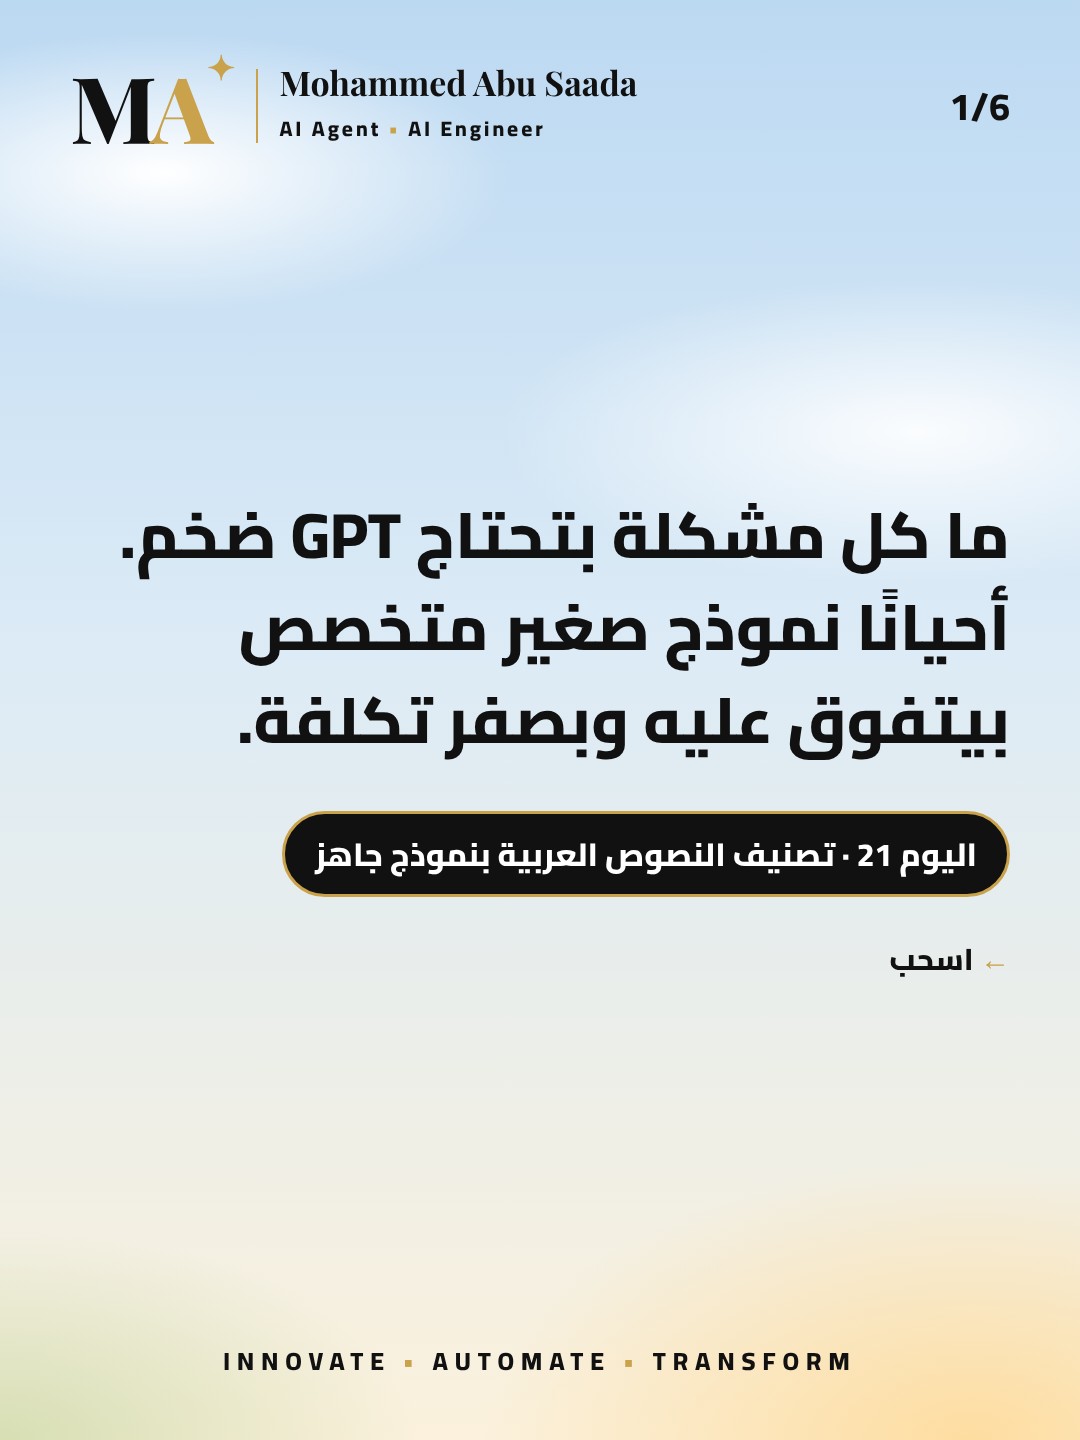 MA
Mohammed Abu Saada
AI Agent ▪ AI Engineer
1/6
ما كل مشكلة بتحتاج GPT ضخم.
أحيانًا نموذج صغير متخصص
بيتفوق عليه وبصفر تكلفة.
اليوم 21 · تصنيف النصوص العربية بنموذج جاهز
← اسحب
INNOVATE ▪ AUTOMATE ▪ TRANSFORM